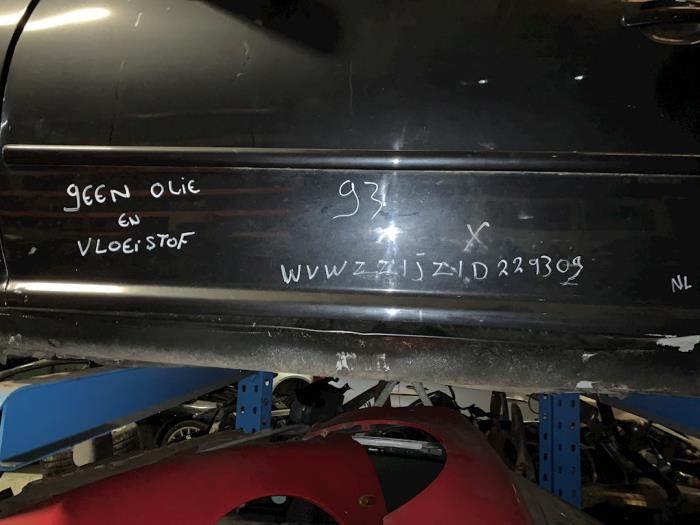 gEEN OLiE
EN
VLOEiSTOF
93
X
WVWZZZ1jZ1D229309
NL